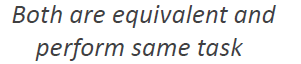 Both are equivalent and
perform same task